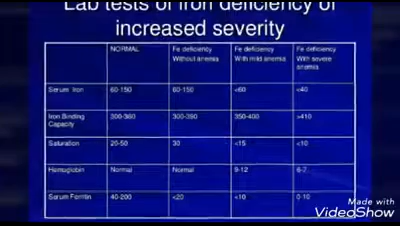 Lab tests of iron deficiency of
increased severity
NORMAL
Fe deficiency
Without anemia
Fe deficiency
With mild anemia
Fe deficiency
With severe
anemia
Serum Iron 60-150 60-150 <60 <40
Iron Binding
Capacity 300-360 300-390 350-400 >410
Saturation 20-50 30 <15 <10
Hemoglobin Normal Normal 9-12 6-7
Serum Ferritin 40-200 <20 <10 0-10
Made with
VideoShow